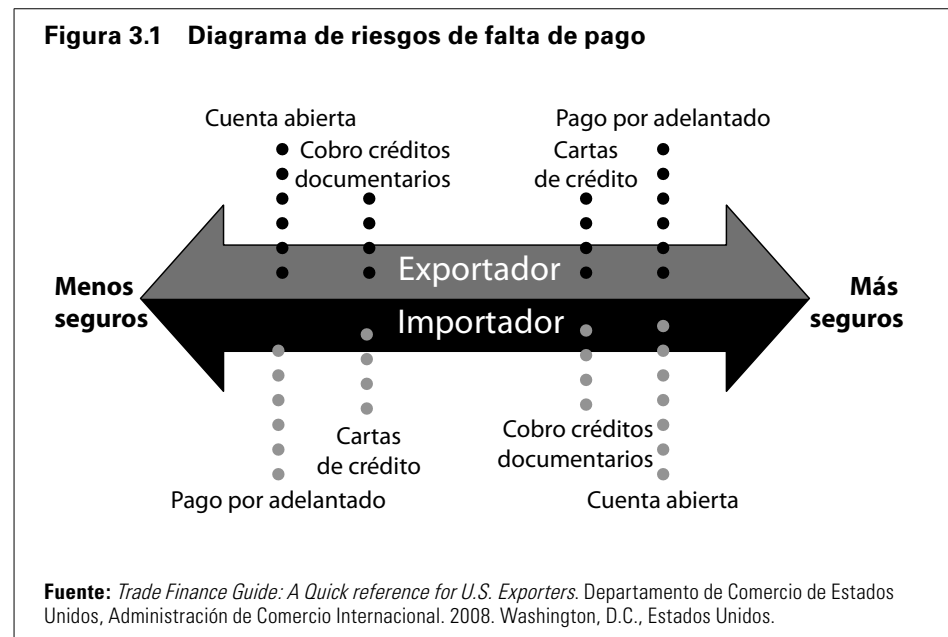 Figura 3.1 Diagrama de riesgos de falta de pago
Cuenta abierta
Cobro créditos
documentarios
Pago por adelantado
Cartas
de crédito
Menos
seguros
Exportador
Importador
Más
seguros
Cartas
de crédito
Pago por adelantado
Cobro créditos
documentarios
Cuenta abierta
Fuente: Trade Finance Guide: A Quick reference for U.S. Exporters. Departamento de Comercio de Estados
Unidos, Administración de Comercio Internacional. 2008. Washington, D.C., Estados Unidos.